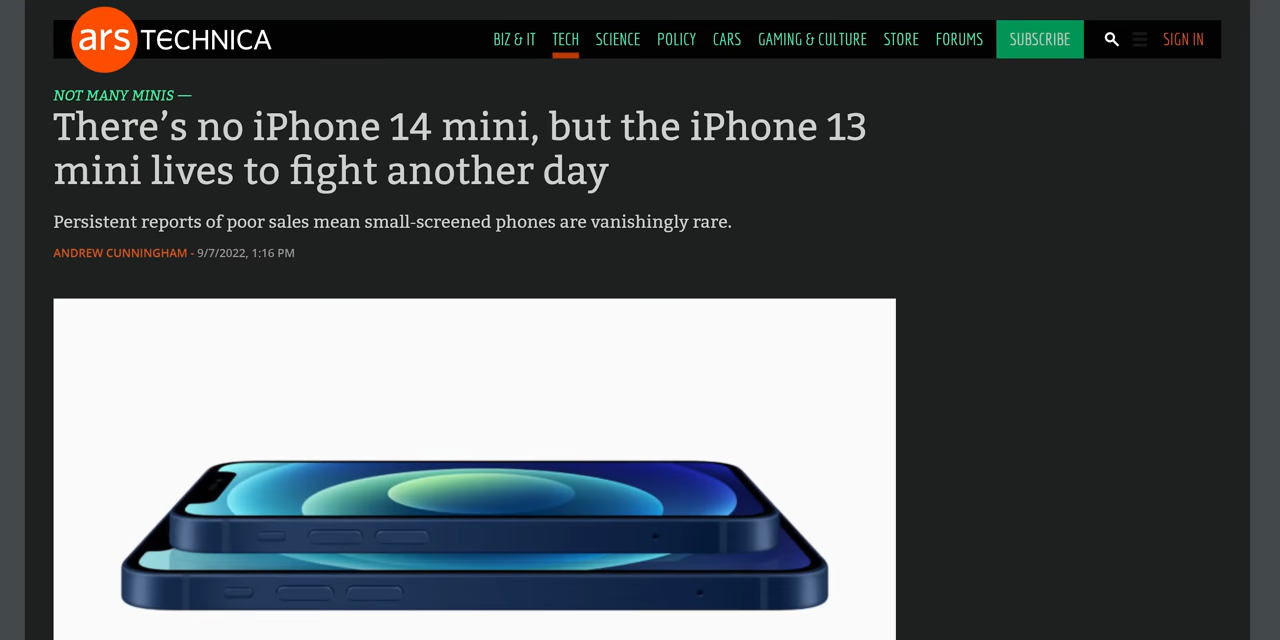 ars TECHNICA
BIZ & IT TECH SCIENCE POLICY CARS GAMING & CULTURE STORE FORUMS SUBSCRIBE SIGN IN
NOT MANY MINIS —
There’s no iPhone 14 mini, but the iPhone 13
mini lives to fight another day
Persistent reports of poor sales mean small-screened phones are vanishingly rare.
ANDREW CUNNINGHAM - 9/7/2022, 1:16 PM